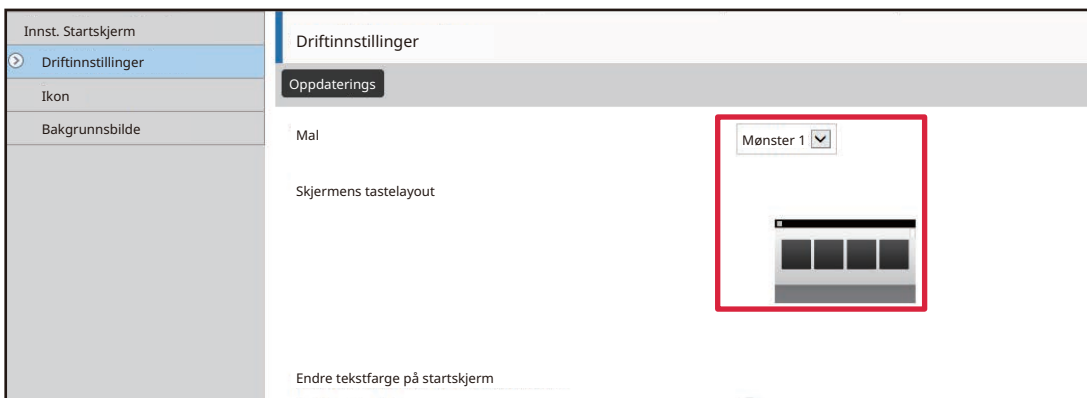 Innst. Startskjerm
Driftinnstillinger
Ikon
Bakgrunnsbilde
Driftinnstillinger
Oppdaterings
Mal
Mønster 1
Skjermens tastelayout
Endre tekstfarge på startskjerm